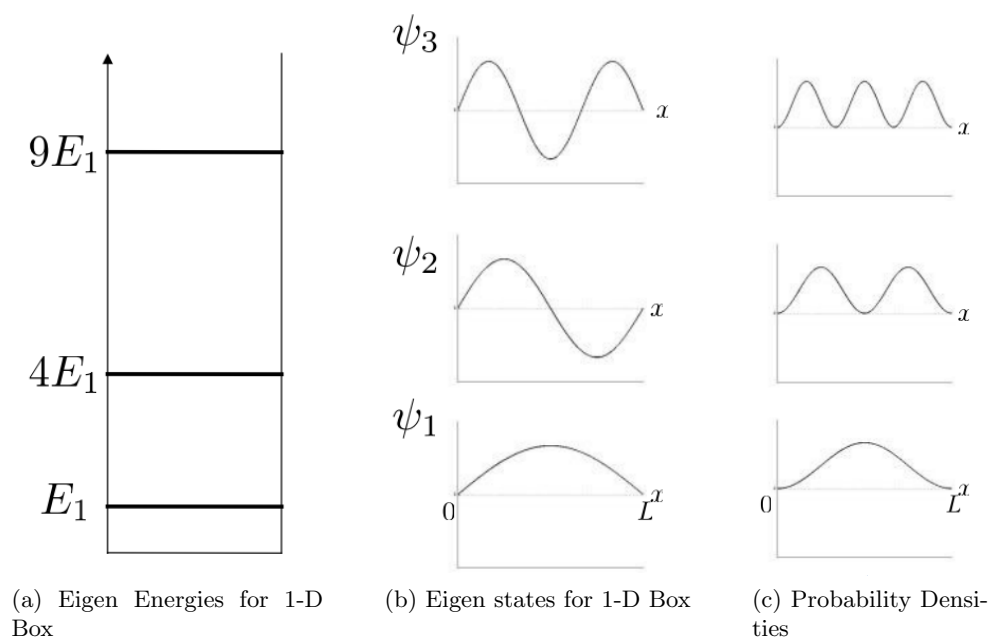 9E₁
4E₁
E₁
(a) Eigen Energies for 1-D
Box
ψ₃
x
ψ₂
x
ψ₁
x
0
L
(b) Eigen states for 1-D Box
x
x
x
0
L
(c) Probability Densi-
ties